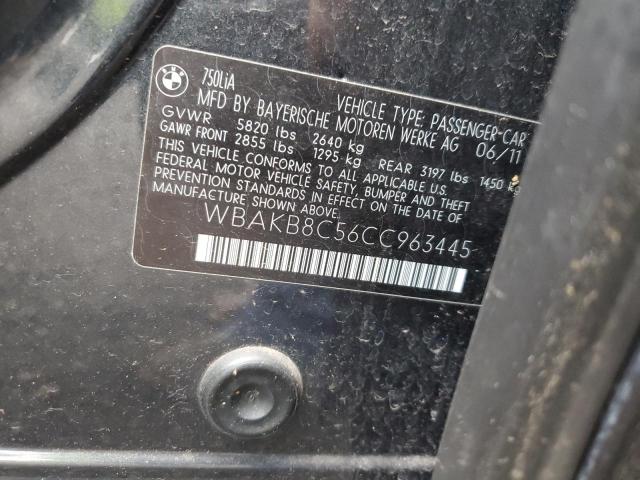 BMW
750LiA
VEHICLE TYPE PASSENGER-CAR
MFD BY BAYERISCHE MOTOREN WERKE AG 06/11
GVWR 5820 lbs 2640 kg
GAWR FRONT 2855 lbs 1295 kg REAR 3197 lbs 1450 kg
THIS VEHICLE CONFORMS TO ALL APPLICABLE U.S.
FEDERAL MOTOR VEHICLE SAFETY, BUMPER AND THEFT
PREVENTION STANDARDS IN EFFECT ON THE DATE OF
MANUFACTURE SHOWN ABOVE.
WBAKB8C56CC963445